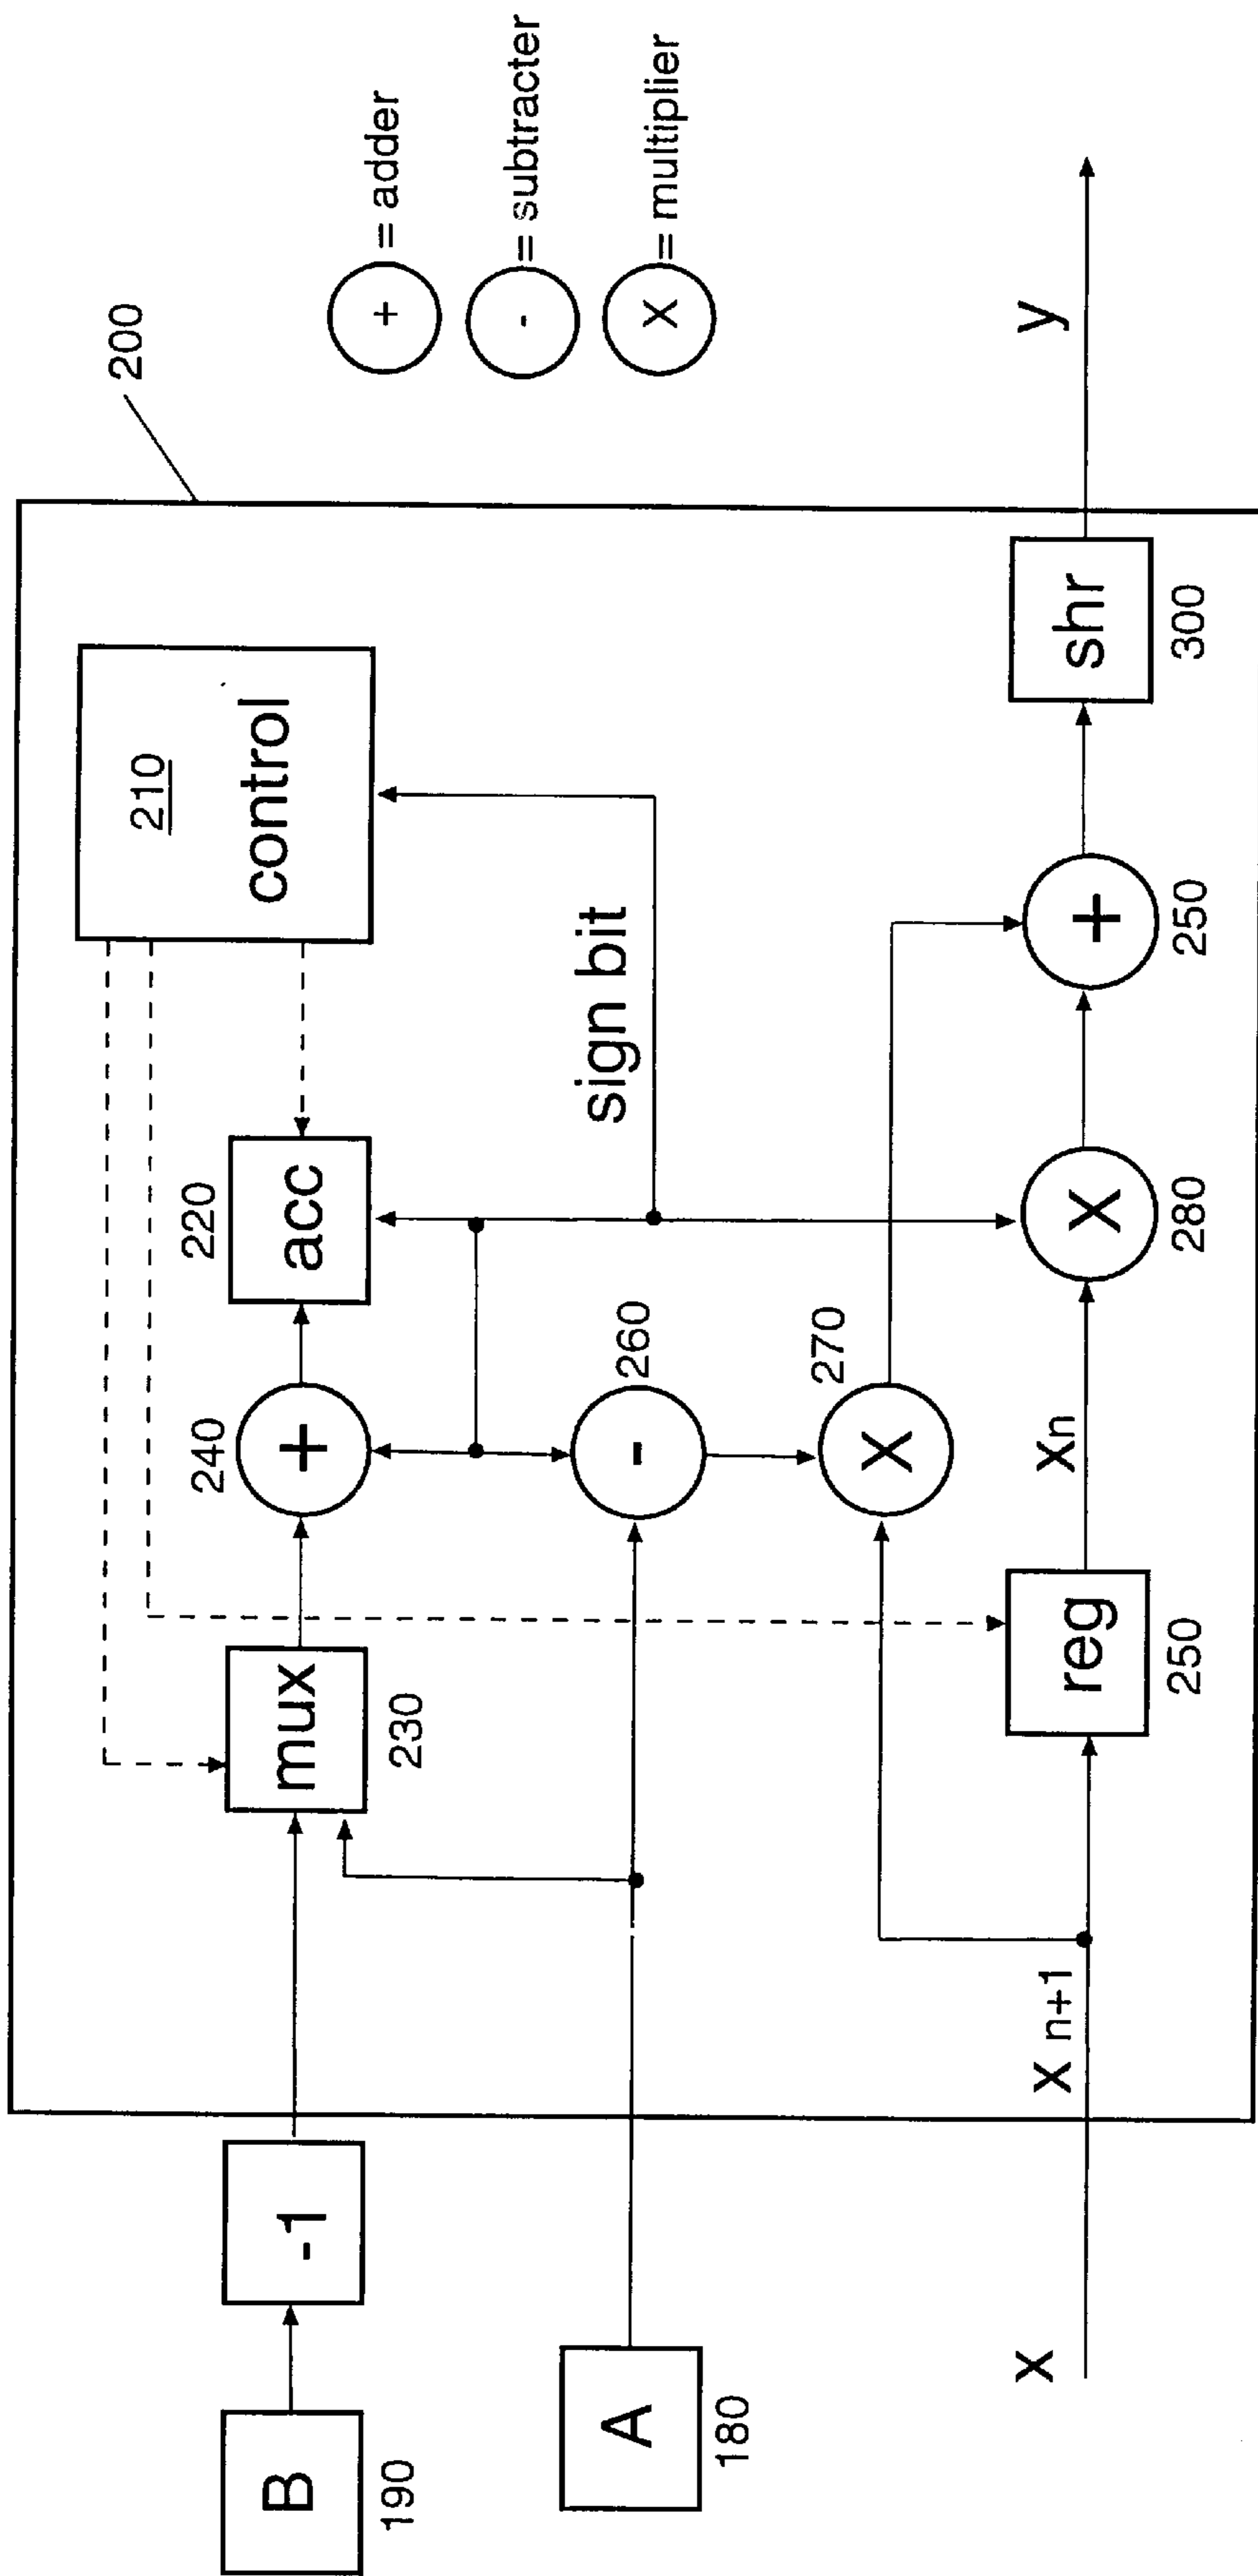 200
+ = adder
- = subtracter
X = multiplier
210
control
220
acc
240
+
mux
230
-1
B
190
sign bit
260
-
270
X
A
180
y
shr
300
+
250
X
280
Xn
reg
250
X n+1
X